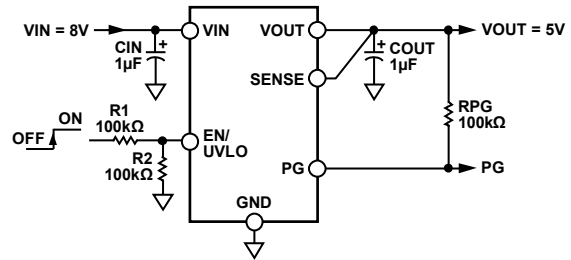 VIN = 8V
VIN
VOUT
VOUT = 5V
CIN
1µF
+
COUT
1µF
+
SENSE
RPG
100kΩ
ON
OFF
R1
100kΩ
EN/
UVLO
R2
100kΩ
PG
PG
GND